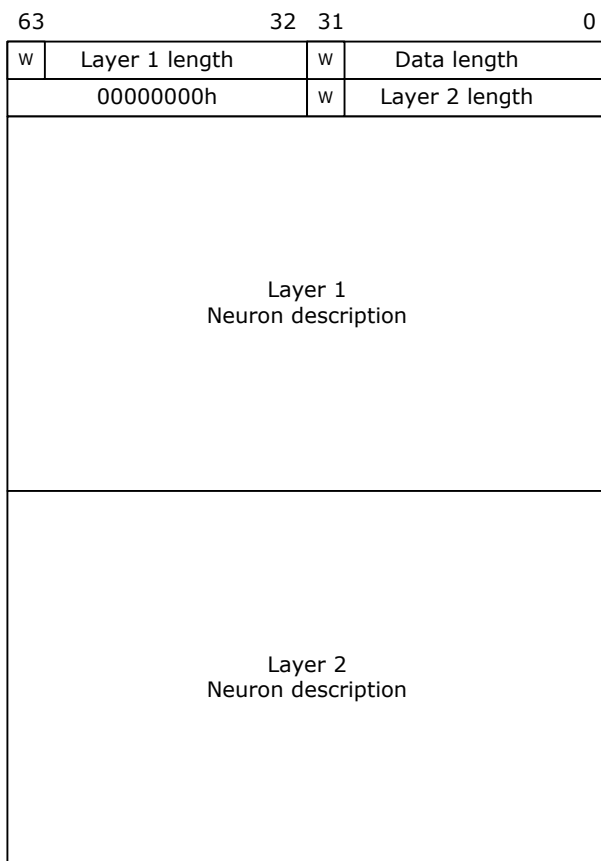 63 32 31 0
W Layer 1 length W Data length
00000000h W Layer 2 length
Layer 1
Neuron description
Layer 2
Neuron description